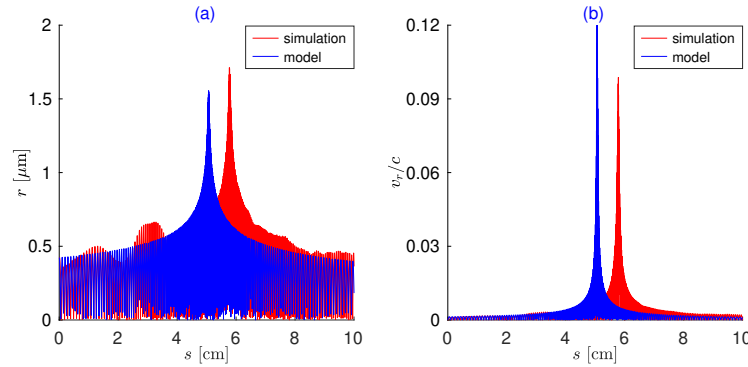 (a)
2
1.5
1
0.5
0
r [μm]
simulation
model
0 2 4 6 8 10
s [cm]
(b)
0.12
0.09
0.06
0.03
0
v_r/c
simulation
model
0 2 4 6 8 10
s [cm]